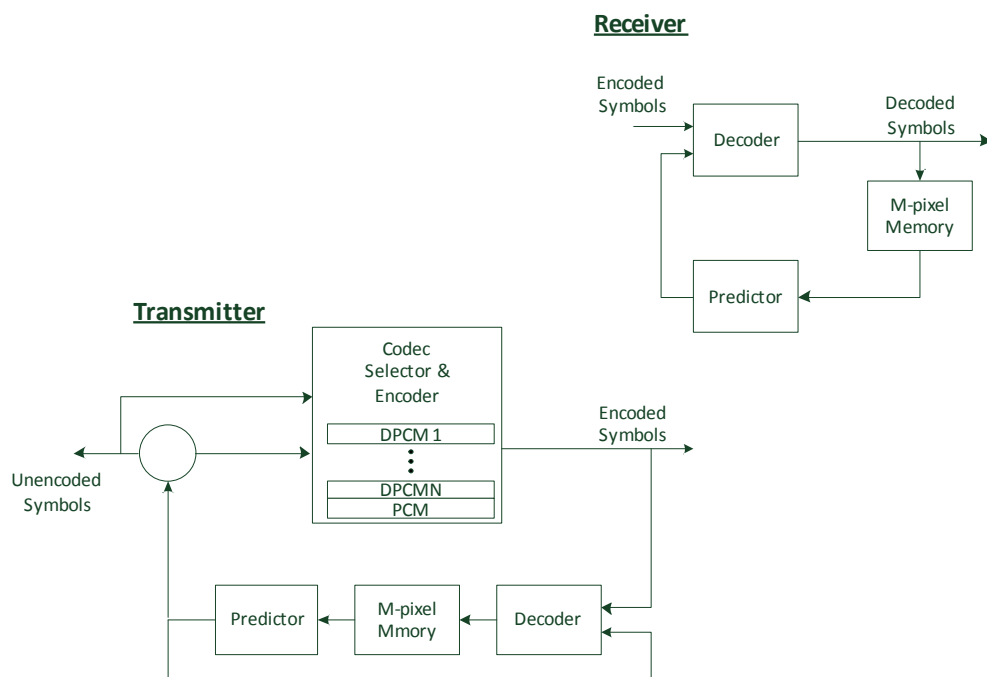 Receiver
Encoded
Symbols
Decoder
Decoded
Symbols
M-pixel
Memory
Predictor
Transmitter
Codec
Selector &
Encoder
DPCM 1
DPCMN
PCM
Encoded
Symbols
Unencoded
Symbols
Predictor
M-pixel
Mmory
Decoder